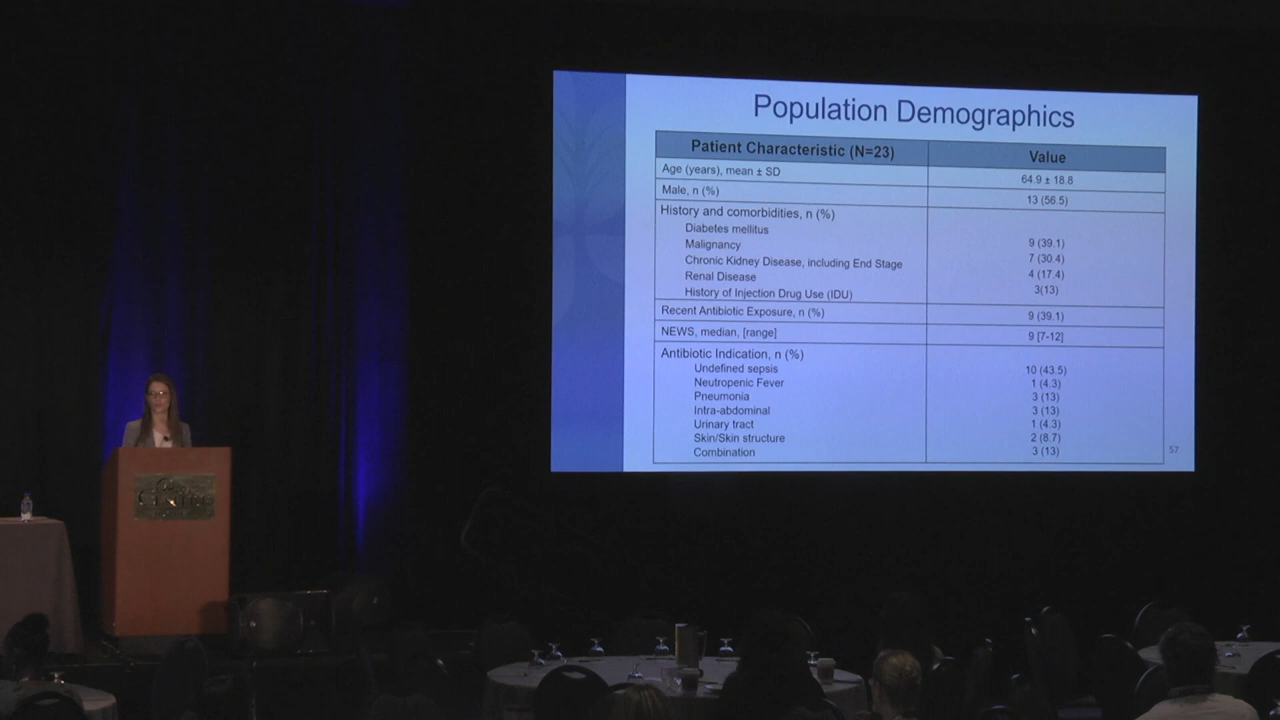 Population Demographics
Patient Characteristic (N=23) Value
Age (years), mean ± SD 64.9 ± 18.8
Male, n (%) 13 (56.5)
History and comorbidities, n (%)
Diabetes mellitus 9 (39.1)
Malignancy 7 (30.4)
Chronic Kidney Disease, including End Stage 4 (17.4)
Renal Disease 3(13)
History of Injection Drug Use (IDU)
Recent Antibiotic Exposure, n (%) 9 (39.1)
NEWS, median, [range] 9 [7-12]
Antibiotic Indication, n (%)
Undefined sepsis 10 (43.5)
Neutropenic Fever 1 (4.3)
Pneumonia 3 (13)
Intra-abdominal 3 (13)
Urinary tract 1 (4.3)
Skin/Skin structure 2 (8.7)
Combination 3 (13)
57